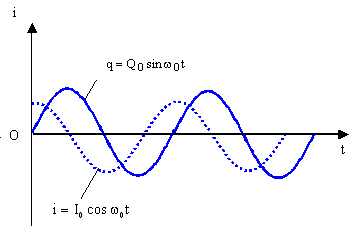 i
q = Q₀ sin ω₀t
O
t
i = I₀ cos ω₀t